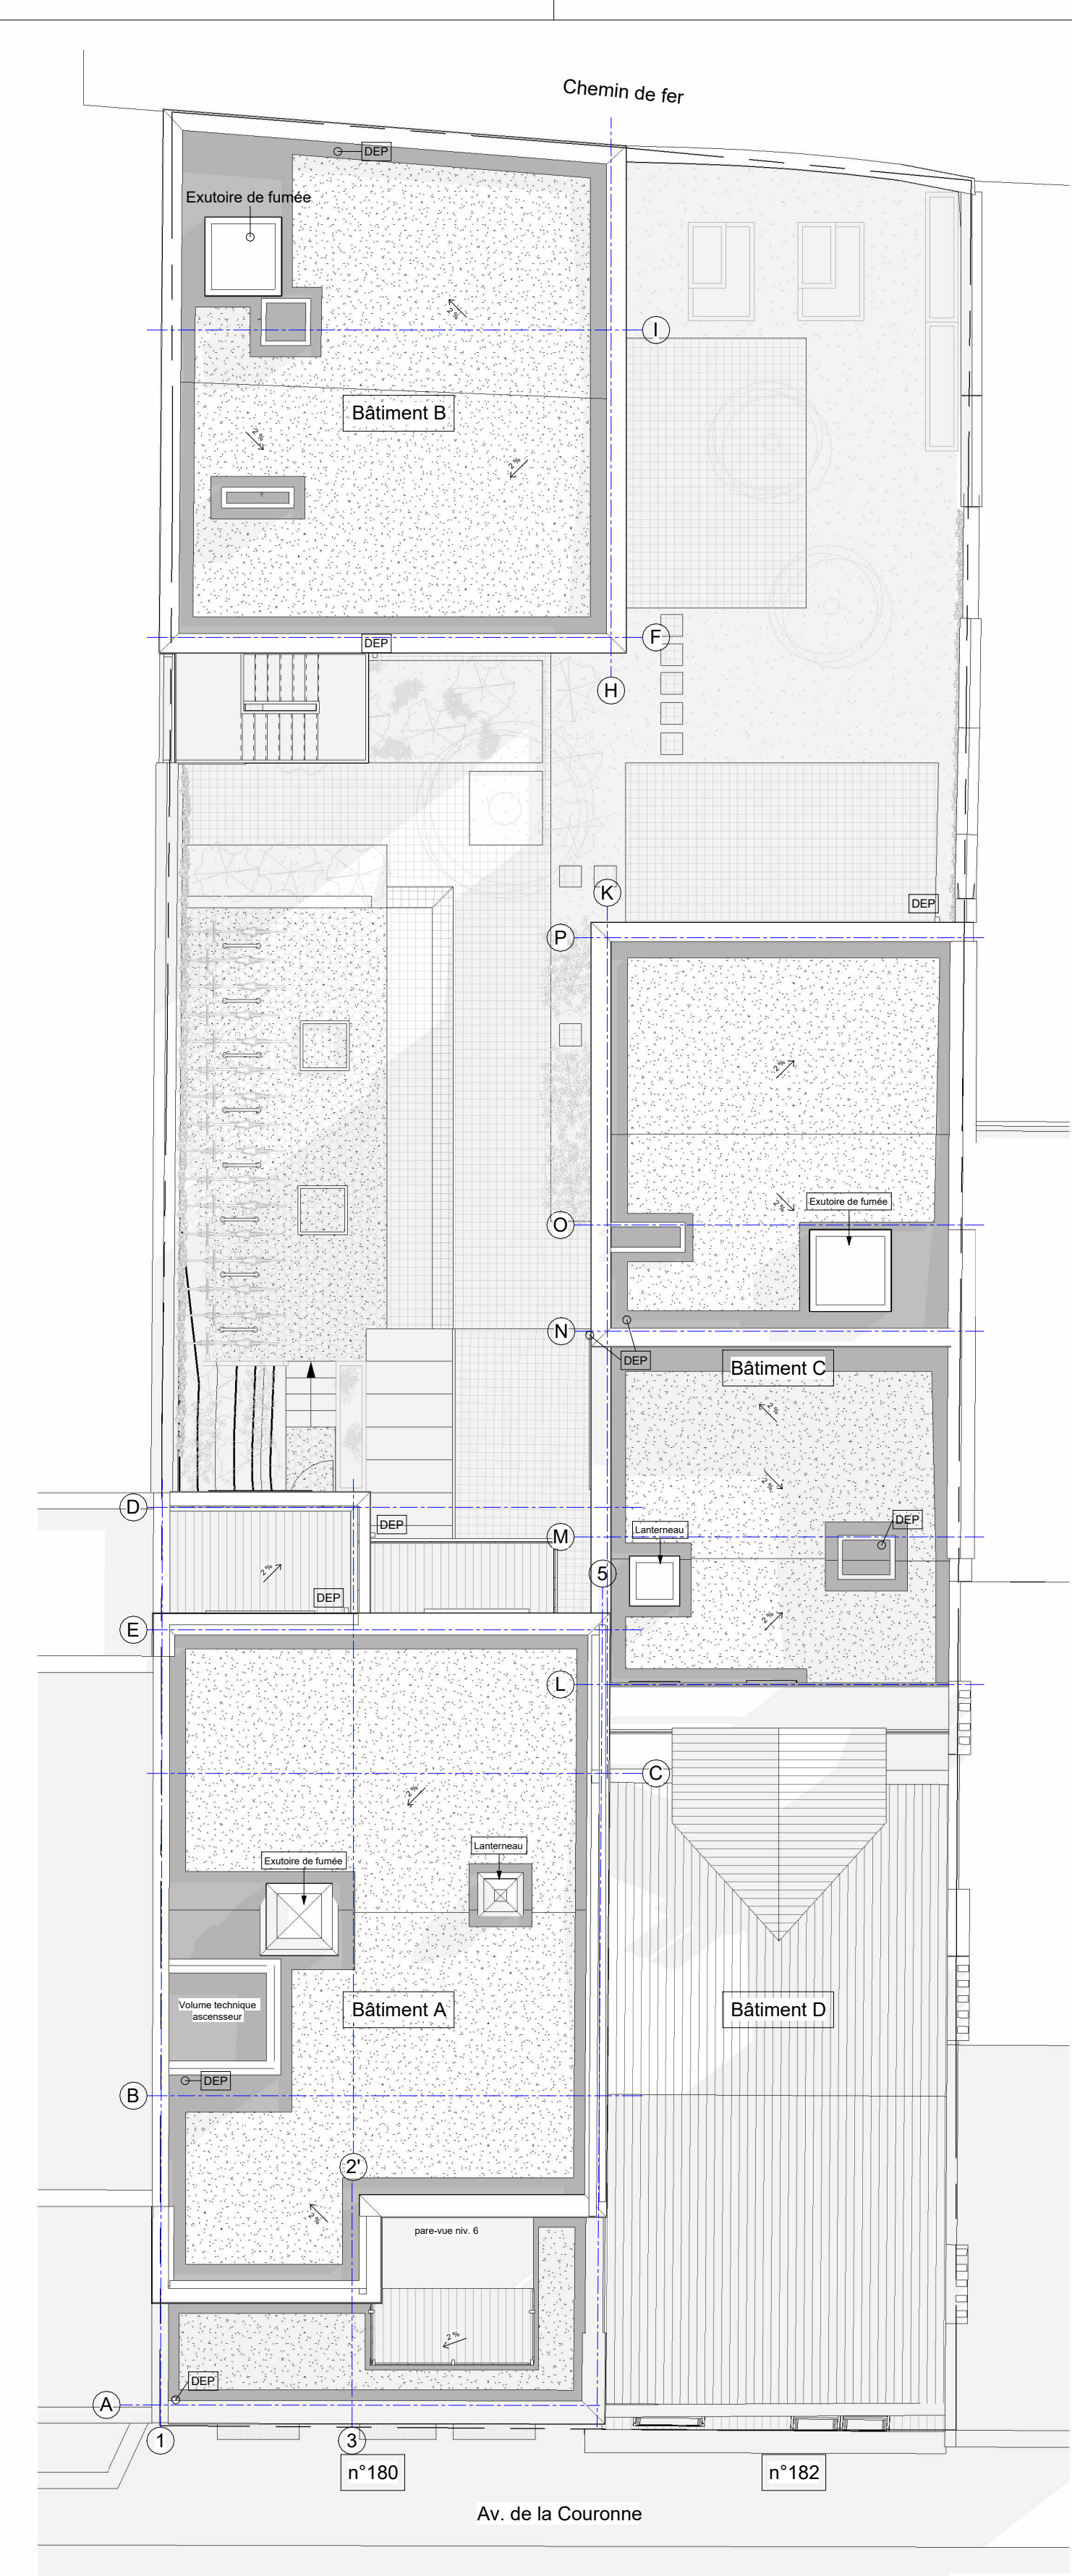 Chemin de fer
DEP
Exutoire de fumée
2 %
I
Bâtiment B
2 %
2 %
F
DEP
H
K
DEP
P
2 %
2 %
Exutoire de fumée
O
N
DEP
Bâtiment C
2 %
2 %
D
DEP
DEP
Lanterneau
M
5
2 %
DEP
2 %
E
L
C
2 %
Lanterneau
Exutoire de fumée
Volume technique
ascensseur
Bâtiment A
Bâtiment D
DEP
B
2'
2 %
pare-vue niv. 6
2 %
DEP
A
1
3
n°180
n°182
Av. de la Couronne